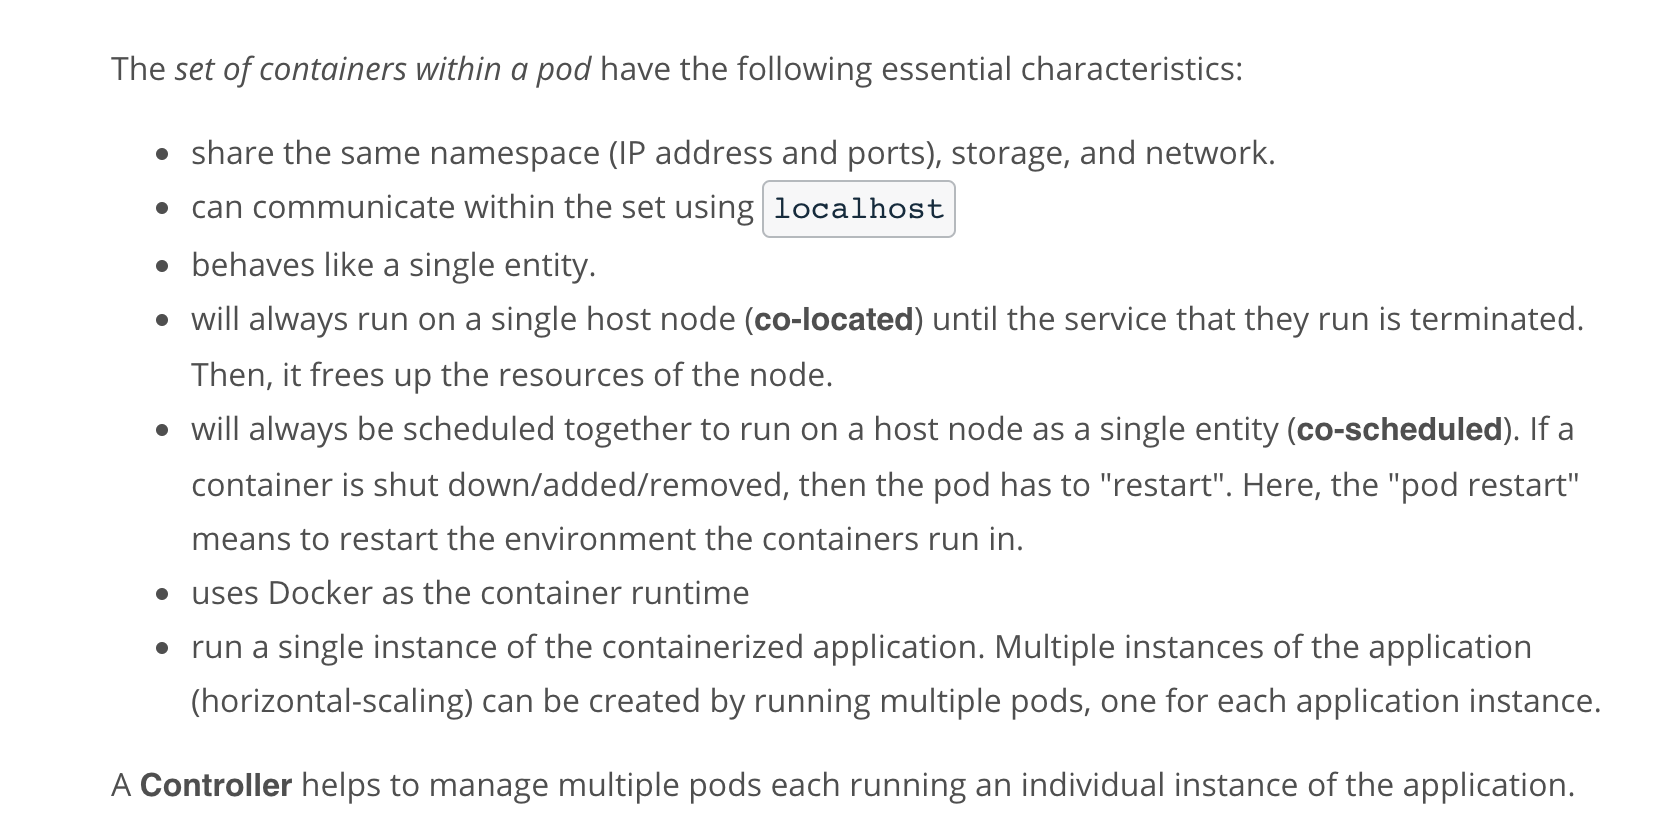 The set of containers within a pod have the following essential characteristics:
• share the same namespace (IP address and ports), storage, and network.
• can communicate within the set using localhost
• behaves like a single entity.
• will always run on a single host node (co-located) until the service that they run is terminated.
Then, it frees up the resources of the node.
• will always be scheduled together to run on a host node as a single entity (co-scheduled). If a
container is shut down/added/removed, then the pod has to "restart". Here, the "pod restart"
means to restart the environment the containers run in.
• uses Docker as the container runtime
• run a single instance of the containerized application. Multiple instances of the application
(horizontal-scaling) can be created by running multiple pods, one for each application instance.
A Controller helps to manage multiple pods each running an individual instance of the application.